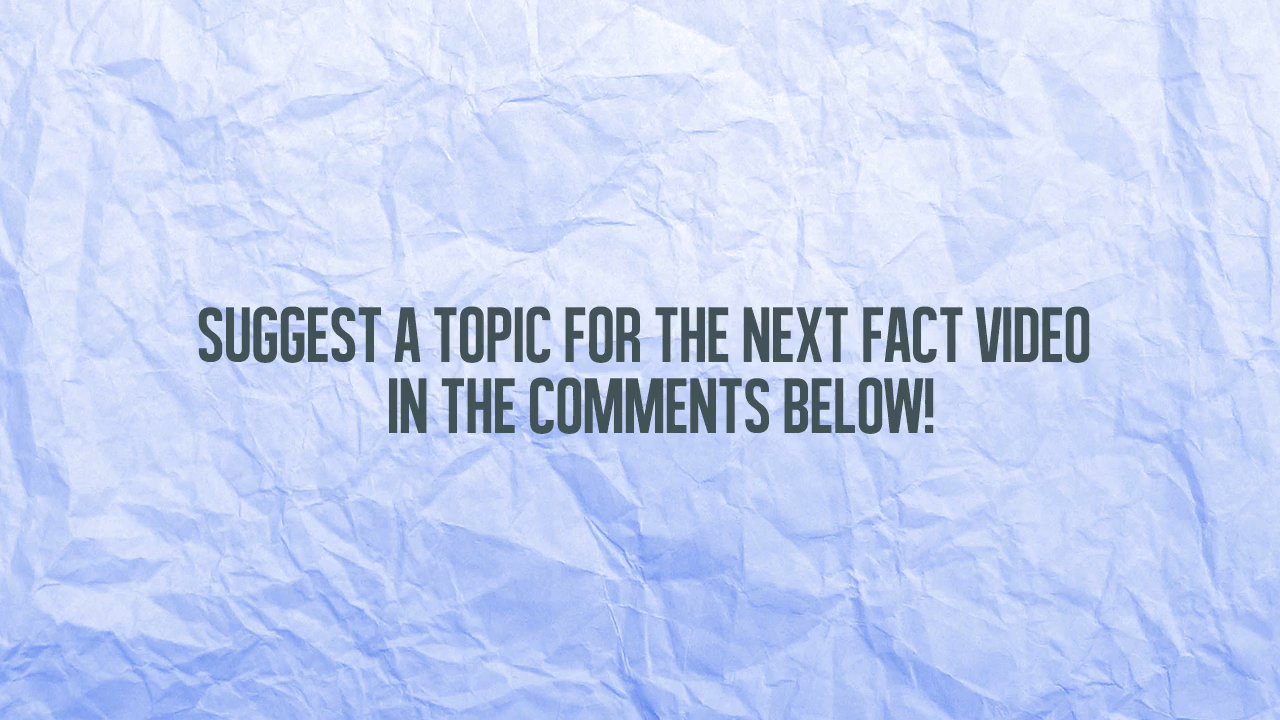 SUGGEST A TOPIC FOR THE NEXT FACT VIDEO
IN THE COMMENTS BELOW!